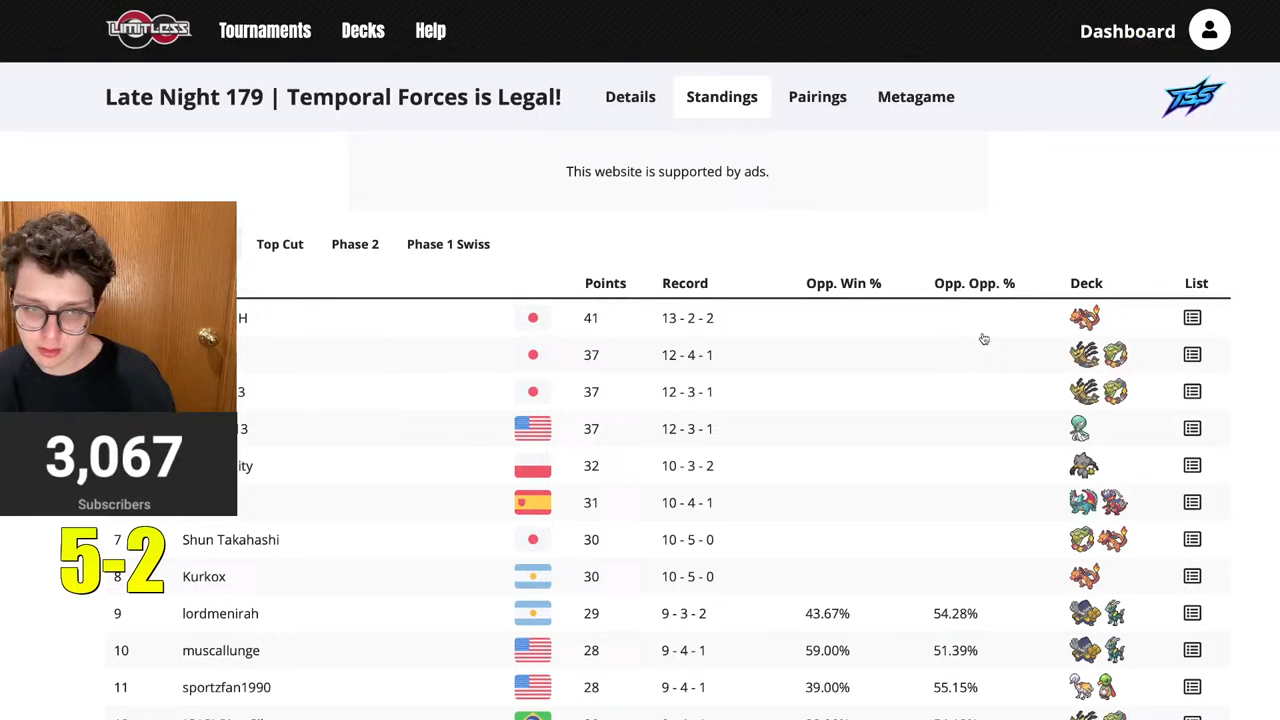 LIMITLESS Tournaments Decks Help Dashboard
Late Night 179 | Temporal Forces is Legal! Details Standings Pairings Metagame TSS
This website is supported by ads.
Top Cut Phase 2 Phase 1 Swiss
Points Record Opp. Win % Opp. Opp. % Deck List
H 41 13 - 2 - 2
37 12 - 4 - 1
3 37 12 - 3 - 1
13 37 12 - 3 - 1
ity 32 10 - 3 - 2
31 10 - 4 - 1
7 Shun Takahashi 30 10 - 5 - 0
8 Kurkox 30 10 - 5 - 0
9 lordmenirah 29 9 - 3 - 2 43.67% 54.28%
10 muscallunge 28 9 - 4 - 1 59.00% 51.39%
11 sportzfan19 28 9 - 4 - 1 39.00% 55.15%
3,067
Subscribers
5-2